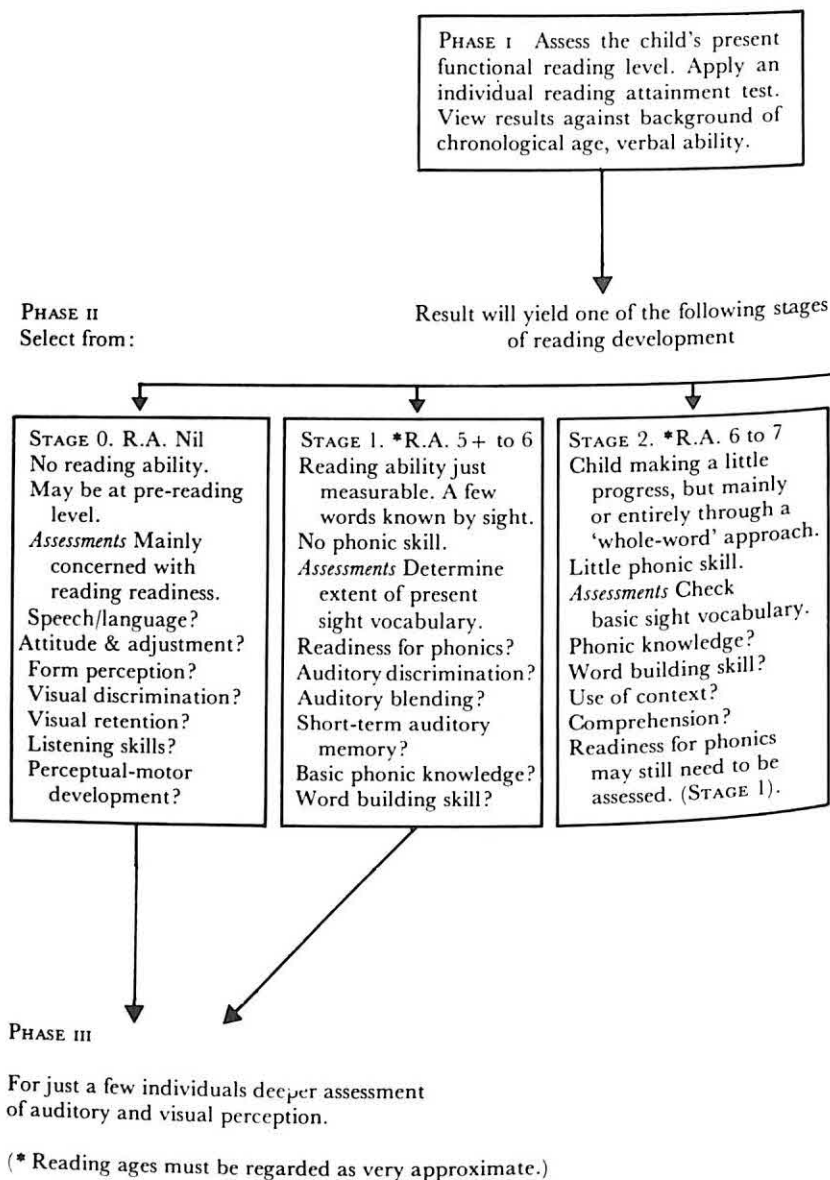 PHASE I Assess the child's present
functional reading level. Apply an
individual reading attainment test.
View results against background of
chronological age, verbal ability.
PHASE II
Select from:
Result will yield one of the following stages
of reading development
STAGE 0. R.A. Nil
No reading ability.
May be at pre-reading
level.
Assessments Mainly
concerned with
reading readiness.
Speech/language?
Attitude & adjustment?
Form perception?
Visual discrimination?
Visual retention?
Listening skills?
Perceptual-motor
development?
STAGE 1. *R.A. 5+ to 6
Reading ability just
measurable. A few
words known by sight.
No phonic skill.
Assessments Determine
extent of present
sight vocabulary.
Readiness for phonics?
Auditory discrimination?
Auditory blending?
Short-term auditory
memory?
Basic phonic knowledge?
Word building skill?
STAGE 2. *R.A. 6 to 7
Child making a little
progress, but mainly
or entirely through a
‘whole-word’ approach.
Little phonic skill.
Assessments Check
basic sight vocabulary.
Phonic knowledge?
Word building skill?
Use of context?
Comprehension?
Readiness for phonics
may still need to be
assessed. (STAGE 1).
PHASE III
For just a few individuals deeper assessment
of auditory and visual perception.
(* Reading ages must be regarded as very approximate.)